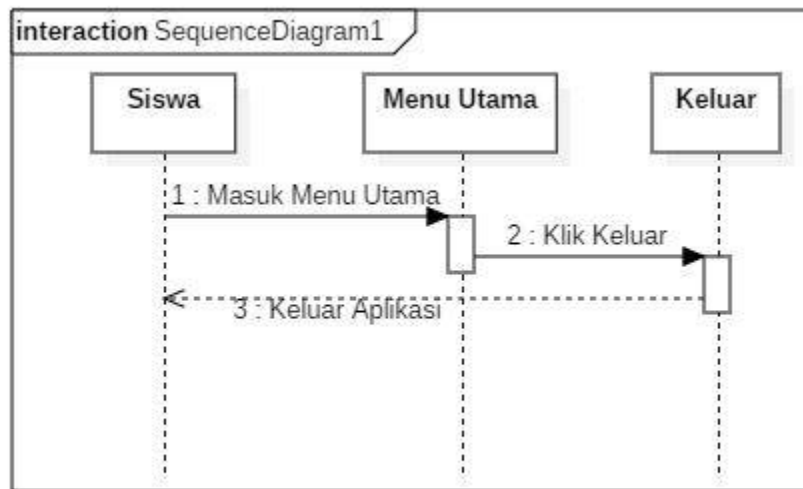 interaction SequenceDiagram1
Siswa
Menu Utama
Keluar
1 : Masuk Menu Utama
2 : Klik Keluar
3 : Keluar Aplikasi